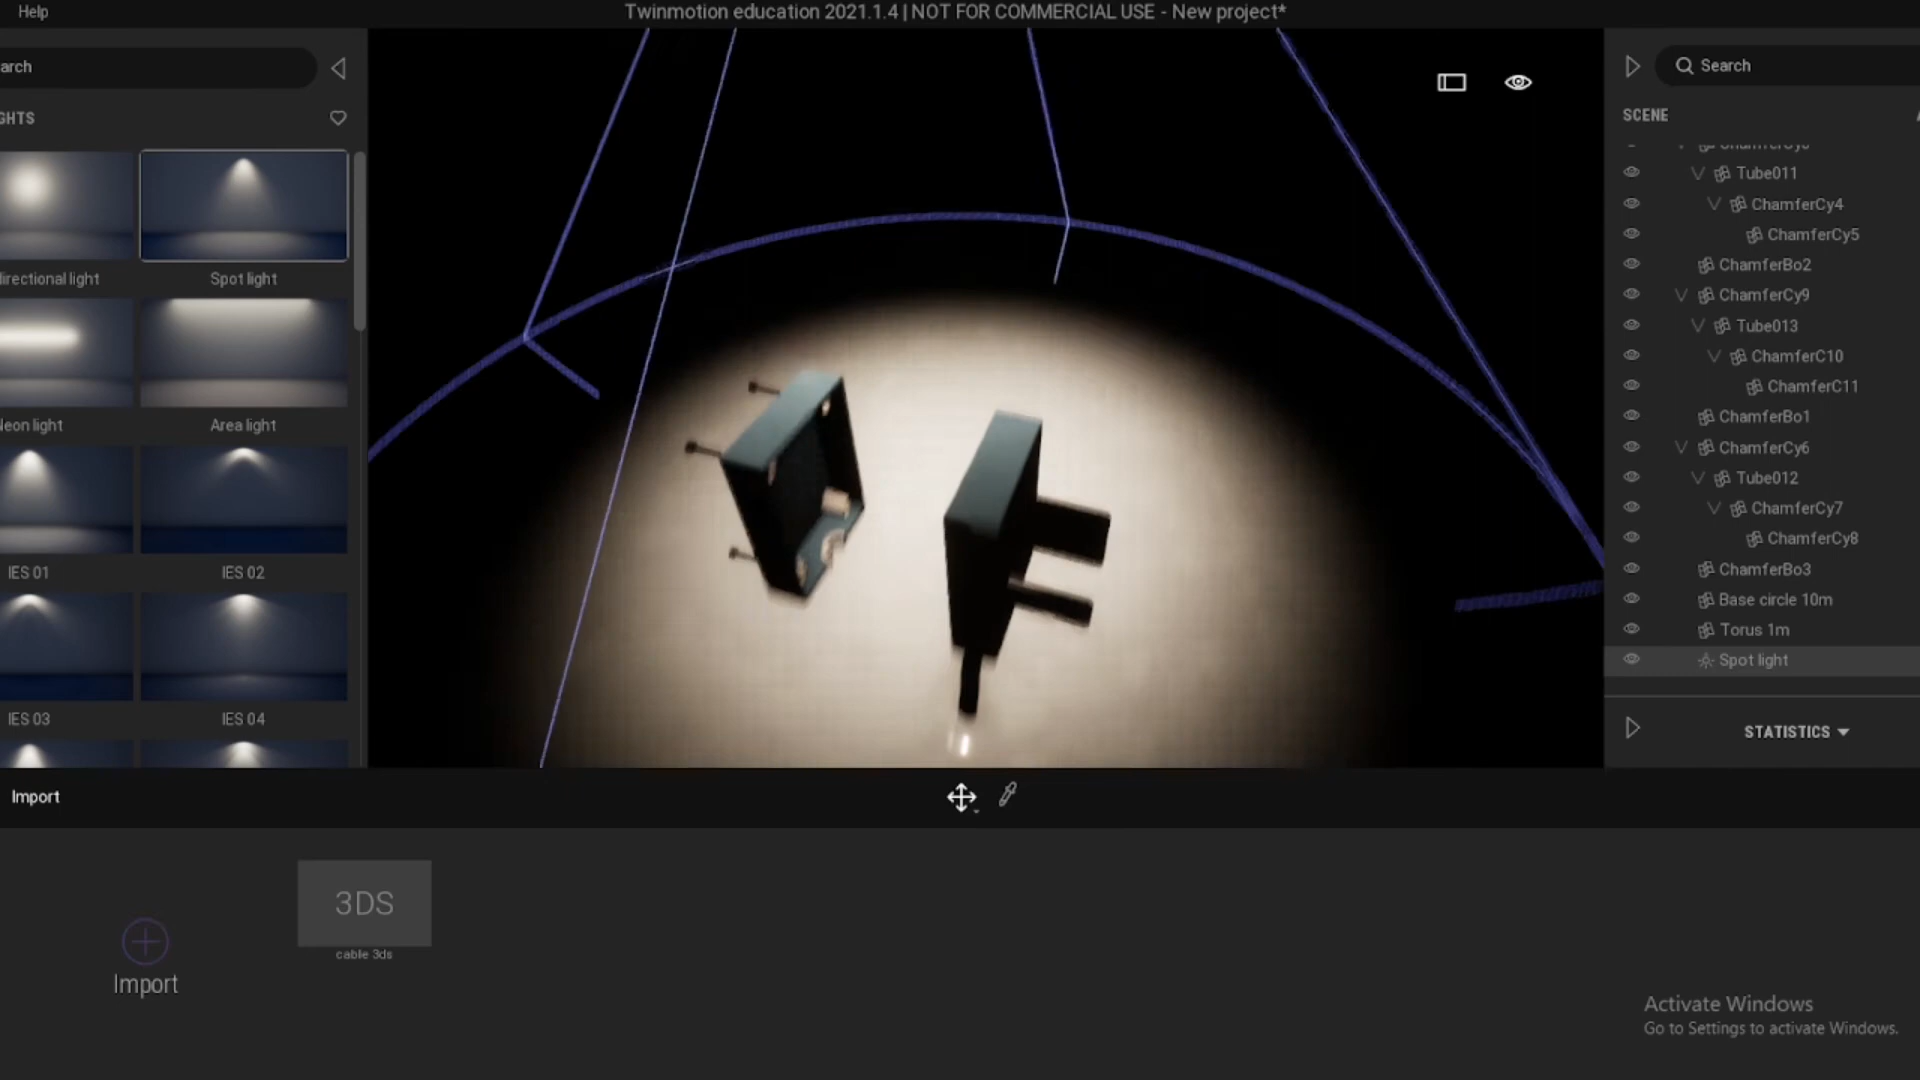 Help
Twinmotion education 2021.1.4 | NOT FOR COMMERCIAL USE - New project*
arch
GHTS
directional light
Spot light
Neon light
Area light
IES 01
IES 02
IES 03
IES 04
Search
SCENE
Tube011
ChamferCy4
ChamferCy5
ChamferBo2
ChamferCy9
Tube013
ChamferC10
ChamferC11
ChamferBo1
ChamferCy6
Tube012
ChamferCy7
ChamferCy8
ChamferBo3
Base circle 10m
Torus 1m
Spot light
STATISTICS
Import
3DS
cable 3ds
Import
Activate Windows
Go to Settings to activate Windows.